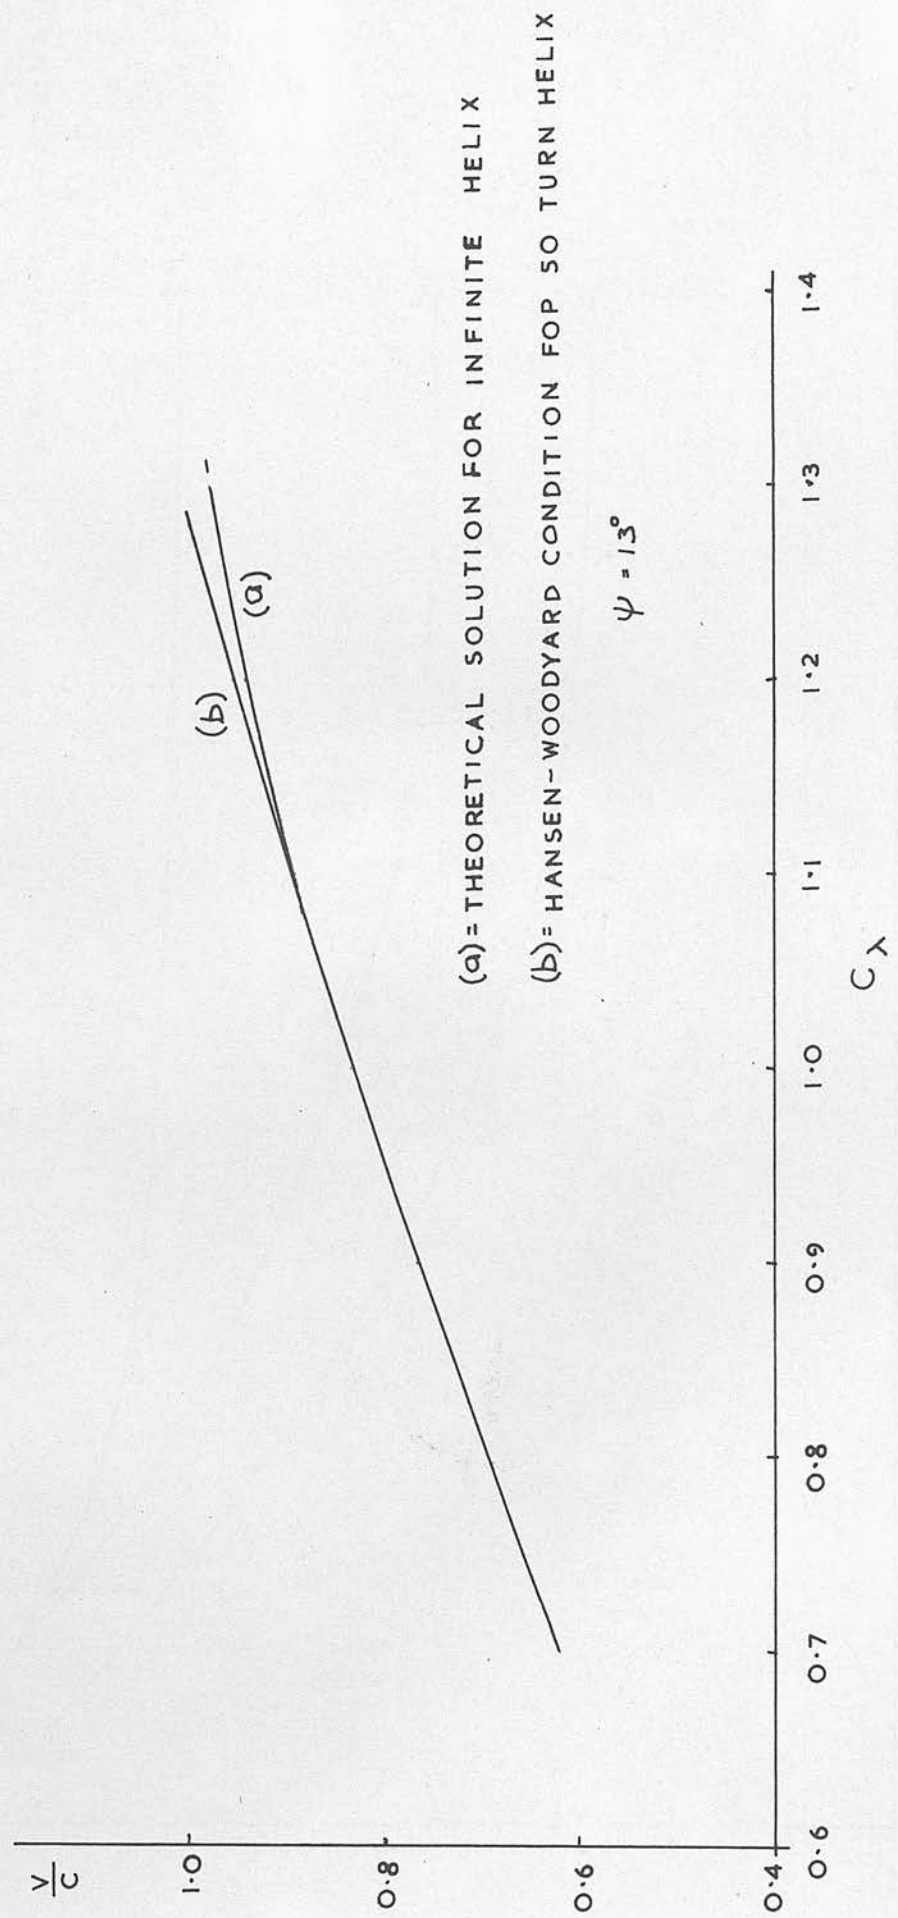 V/C
1·0
0·8
0·6
0·4
0·6
0·7
0·8
0·9
1·0
1·1
1·2
1·3
1·4
C λ
(b)
(a)
(a) = THEORETICAL SOLUTION FOR INFINITE HELIX
(b) = HANSEN-WOODYARD CONDITION FOP 50 TURN HELIX
ψ = 13°